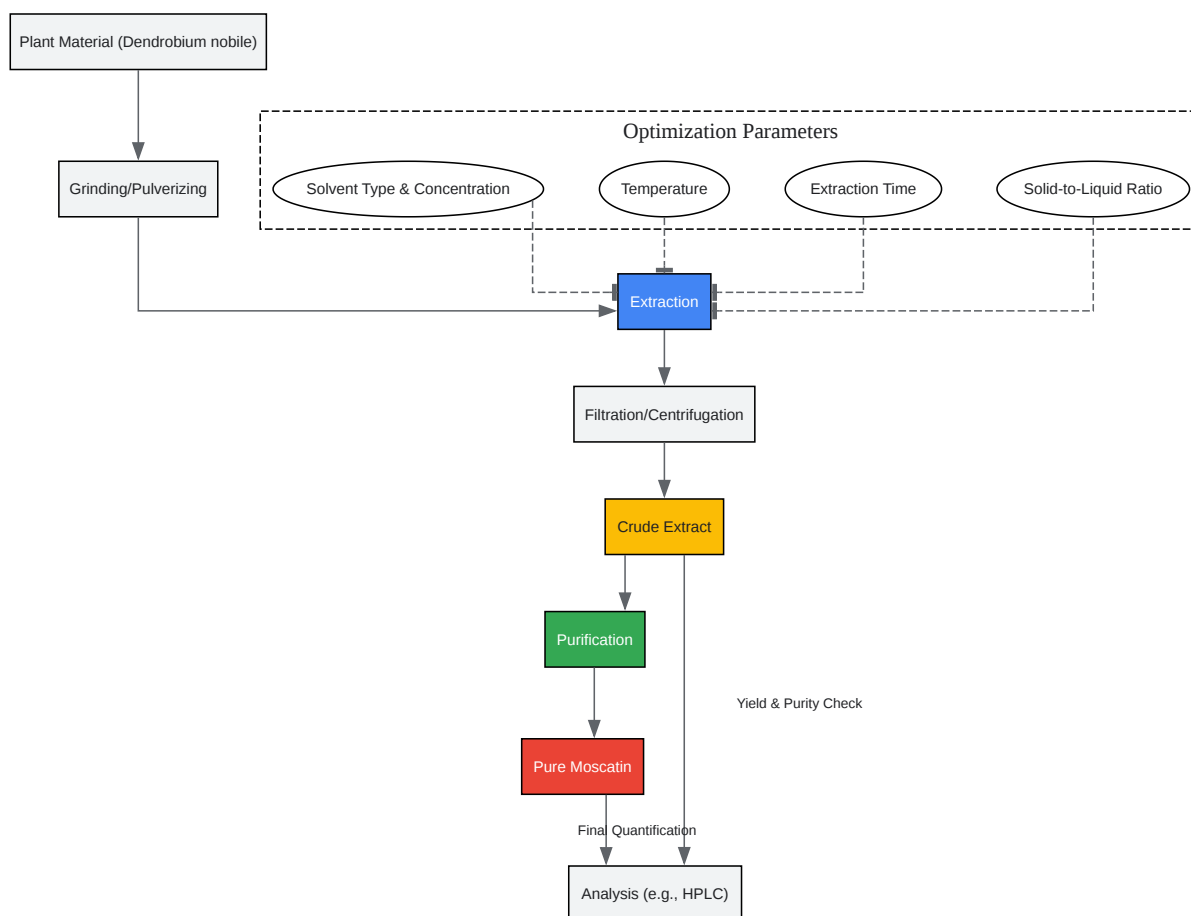 Plant Material (Dendrobium nobile)
Optimization Parameters
Grinding/Pulverizing
Solvent Type & Concentration
Temperature
Extraction Time
Solid-to-Liquid Ratio
Extraction
Filtration/Centrifugation
Crude Extract
Purification
Yield & Purity Check
Pure Moscatin
Final Quantification
Analysis (e.g., HPLC)